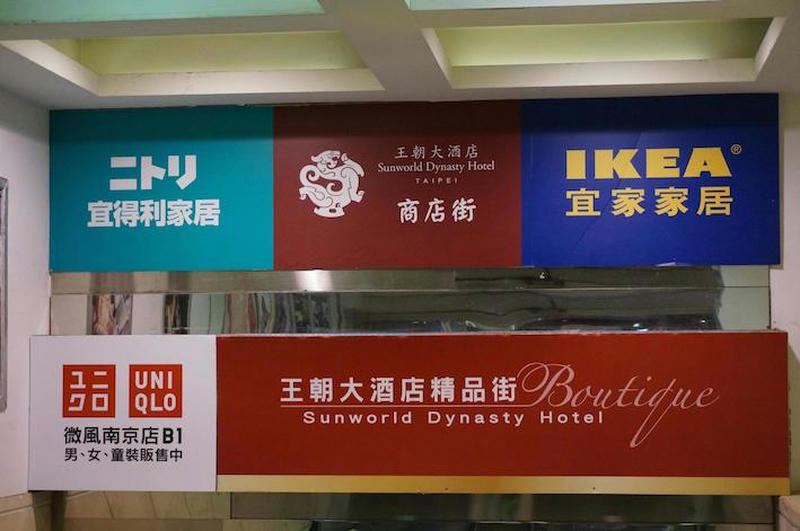 ニトリ
宜得利家居
王朝大酒店
Sunworld Dynasty Hotel
TAIPEI
商店街
IKEA®
宜家家居
ユニ
クロ
UNI
QLO
微風南京店B1
男、女、童裝販售中
王朝大酒店精品街Boutique
Sunworld Dynasty Hotel